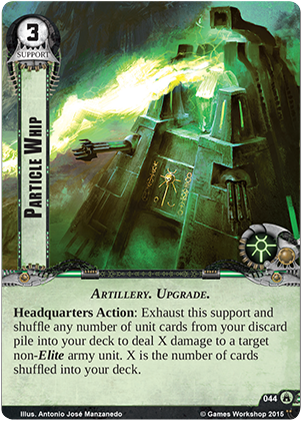 3
SUPPORT
PARTICLE WHIP
ARTILLERY. UPGRADE.
Headquarters Action: Exhaust this support and
shuffle any number of unit cards from your discard
pile into your deck to deal X damage to a target
non-Elite army unit. X is the number of cards
shuffled into your deck.
044
Illus. Antonio José Manzanedo
© Games Workshop 2015